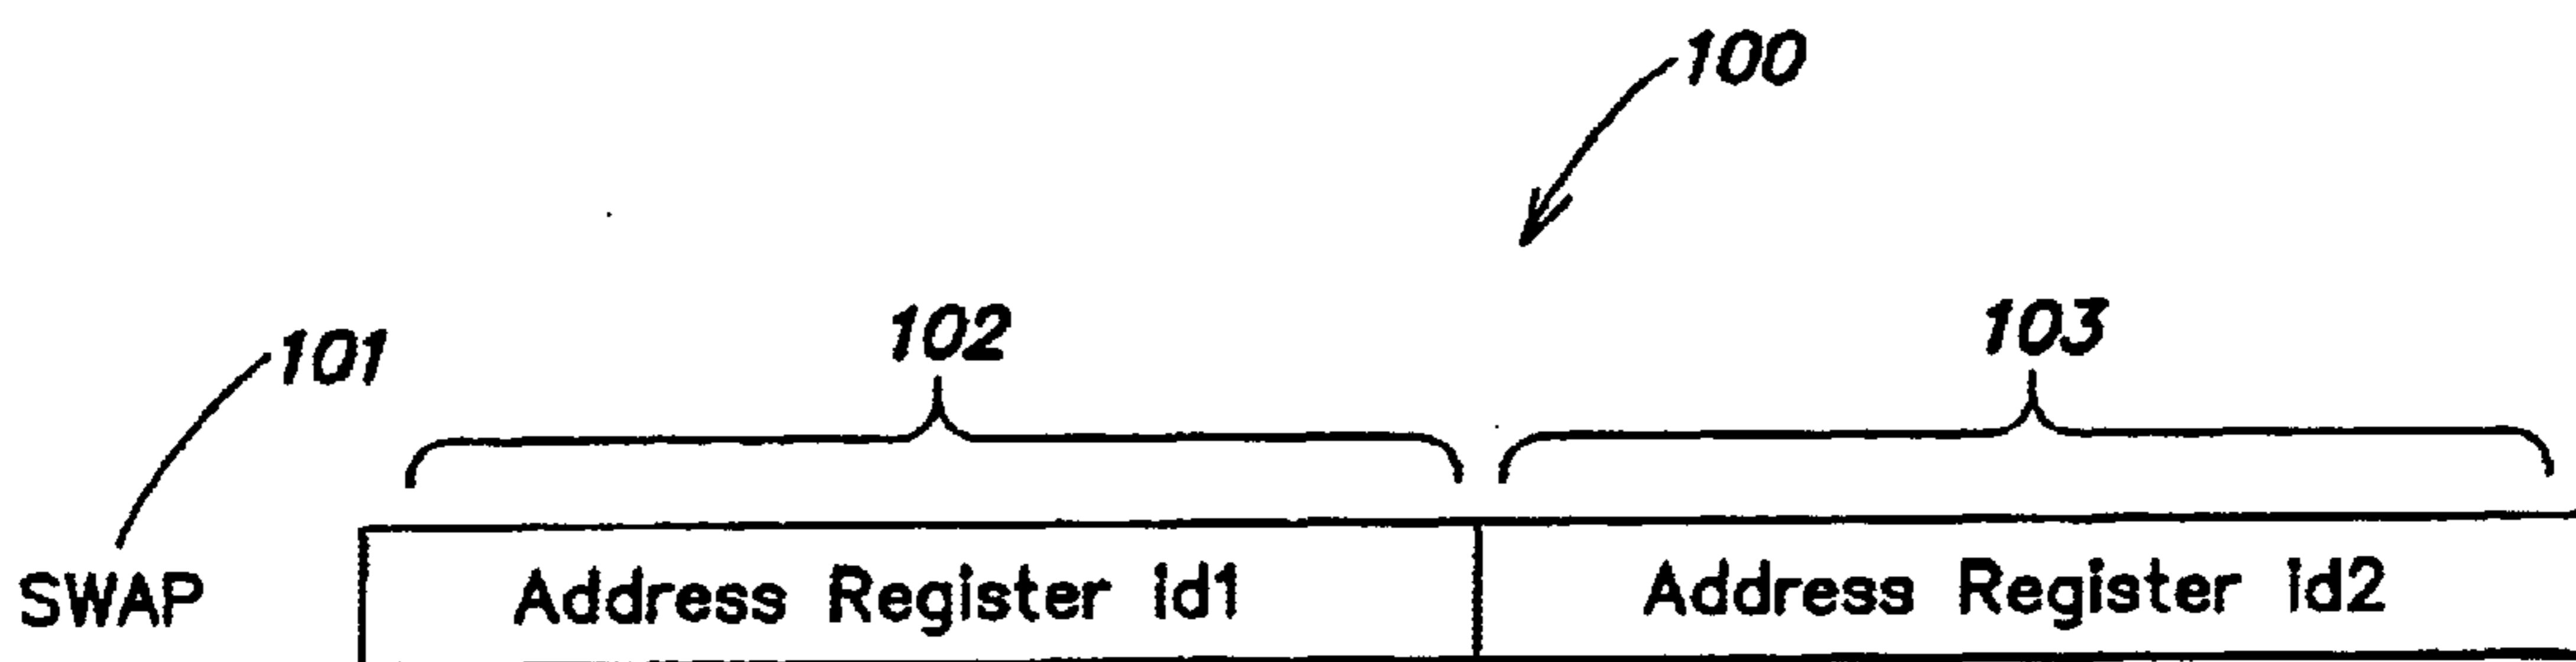 100
102
103
101
SWAP Address Register id1 Address Register id2